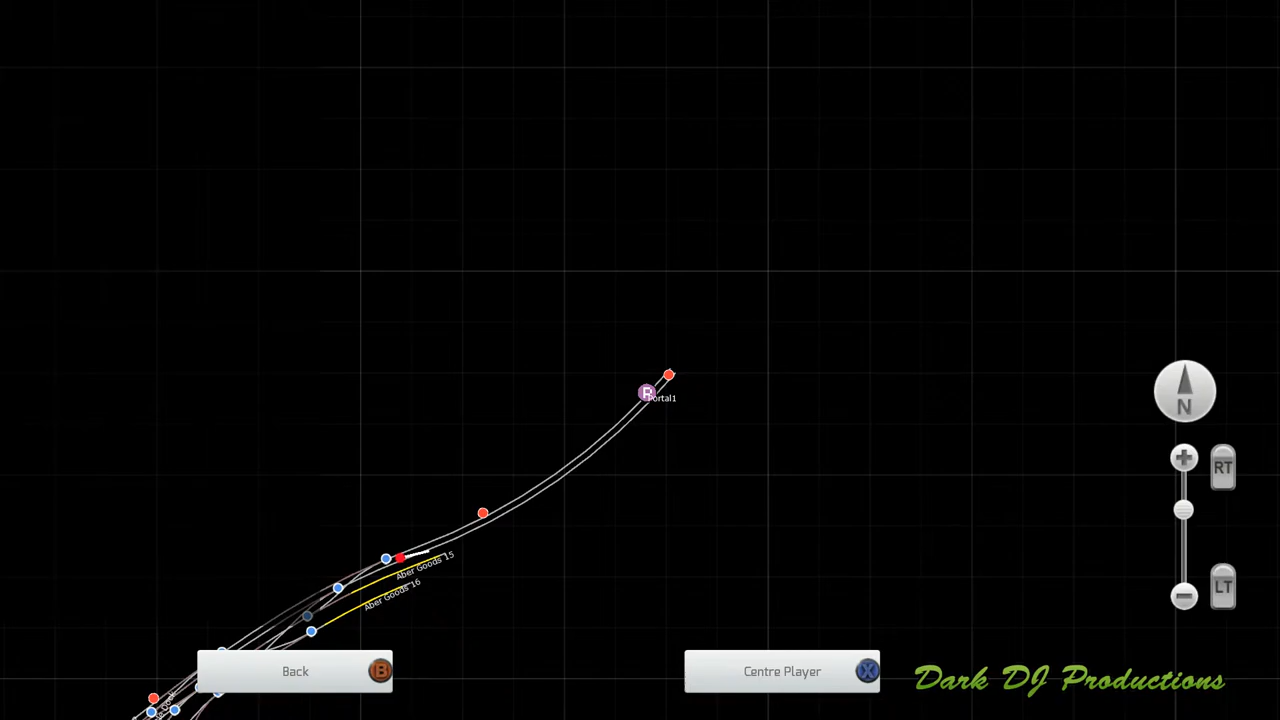 R
Portal1
N
RT
Aber Goods 15
Aber Goods 16
LT
Back B
Centre Player X
Dark DJ Productions